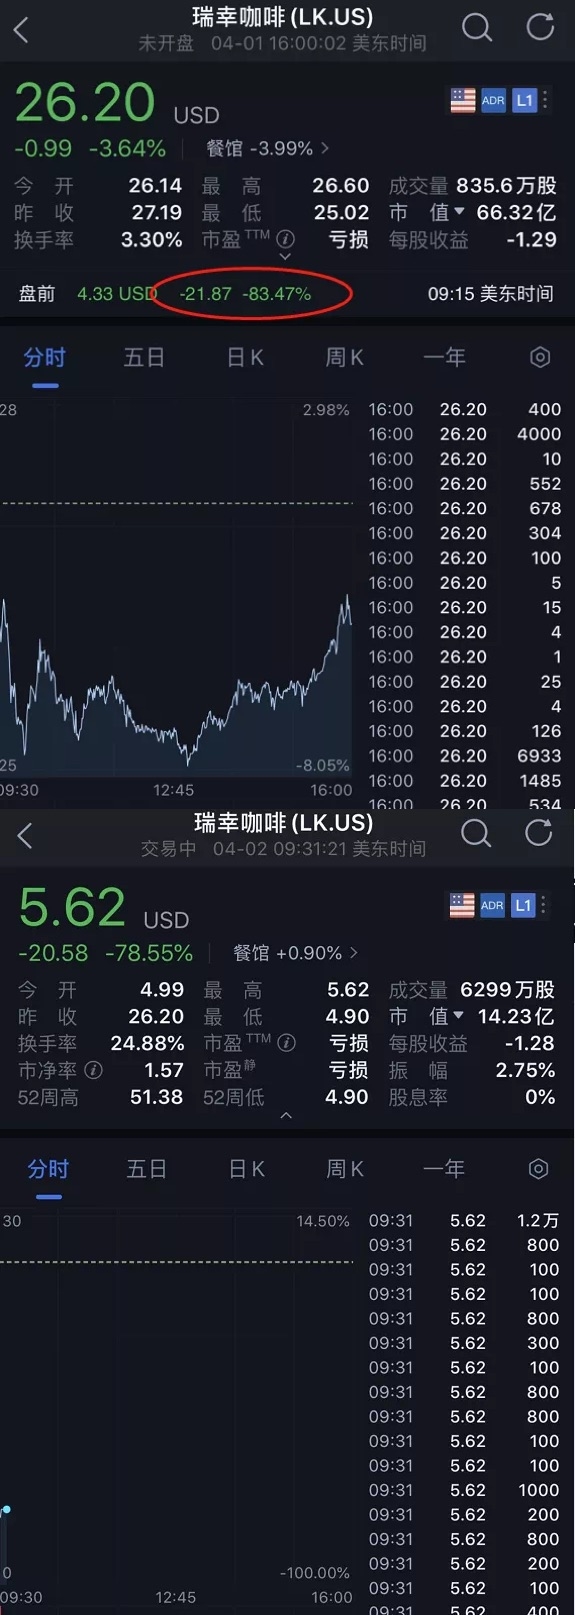 瑞幸咖啡(LK.US)
未开盘 04-01 16:00:02 美东时间
26.20 USD
ADR L1
-0.99 -3.64% 餐馆 -3.99%
今开 26.14 最高 26.60 成交量 835.6万股
昨收 27.19 最低 25.02 市值 66.32亿
换手率 3.30% 市盈TTM 亏损 每股收益 -1.29
盘前 4.33 USD -21.87 -83.47% 09:15 美东时间
分时 五日 日K 周K 一年
28 2.98% 16:00 26.20 400
16:00 26.20 4000
16:00 26.20 10
16:00 26.20 552
16:00 26.20 678
16:00 26.20 304
16:00 26.20 100
16:00 26.20 5
16:00 26.20 15
16:00 26.20 4
16:00 26.20 1
16:00 26.20 25
16:00 26.20 4
16:00 26.20 126
25 -8.05% 16:00 26.20 6933
09:30 12:45 16:00 16:00 26.20 1485
16:00 26.20 534
瑞幸咖啡(LK.US)
交易中 04-02 09:31:21 美东时间
5.62 USD
ADR L1
-20.58 -78.55% 餐馆 +0.90%
今开 4.99 最高 5.62 成交量 6299万股
昨收 26.20 最低 4.90 市值 14.23亿
换手率 24.88% 市盈TTM 亏损 每股收益 -1.28
市净率 1.57 市盈静 亏损 振幅 2.75%
52周高 51.38 52周低 4.90 股息率 0%
分时 五日 日K 周K 一年
30 14.50% 09:31 5.62 1.2万
09:31 5.62 800
09:31 5.62 100
09:31 5.62 100
09:31 5.62 800
09:31 5.62 300
09:31 5.62 100
09:31 5.62 800
09:31 5.62 800
09:31 5.62 100
09:31 5.62 100
09:31 5.62 1000
09:31 5.62 200
09:31 5.62 800
0 -100.00% 09:31 5.62 200
09:30 12:45 16:00 09:31 5.62 100
09:31 5.62 400